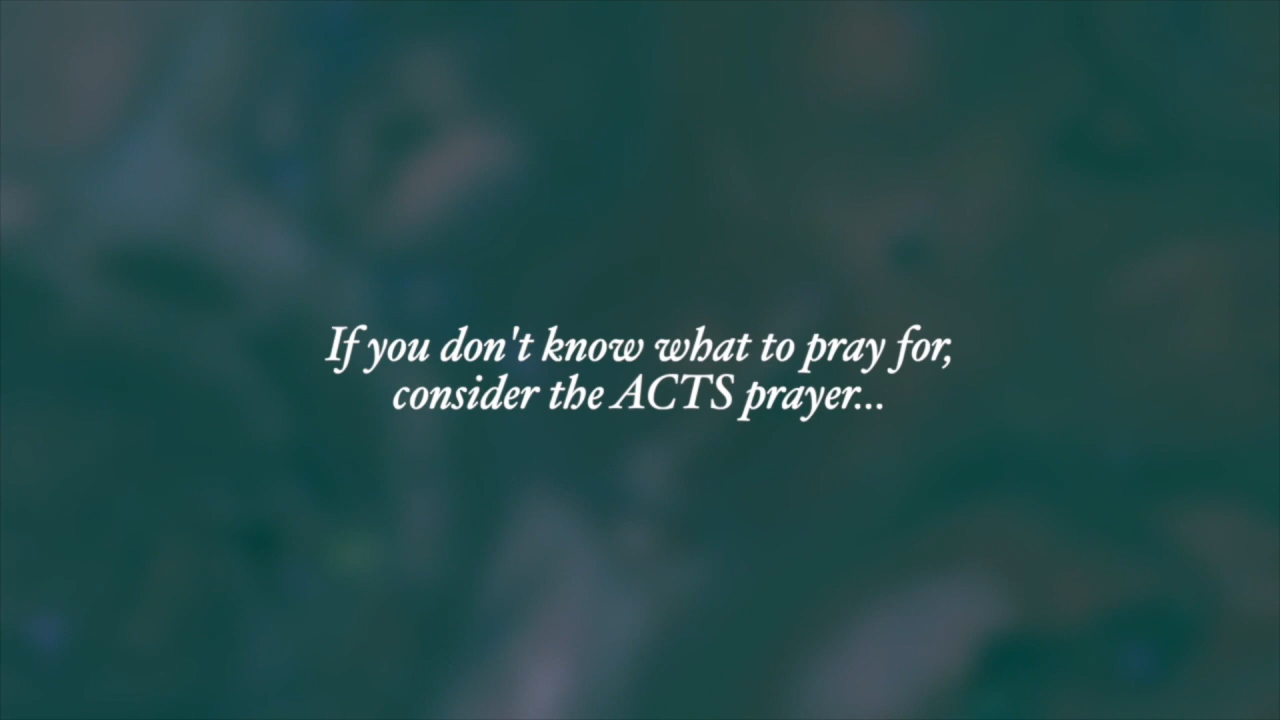 If you don't know what to pray for,
consider the ACTS prayer...